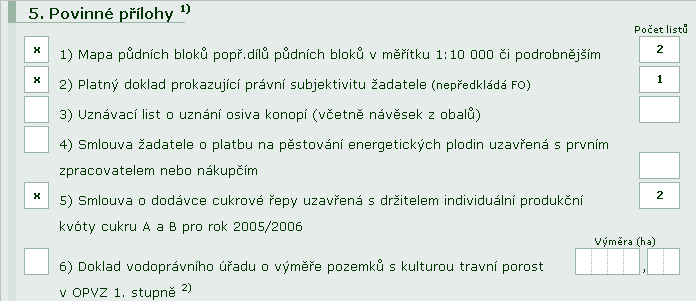 5. Povinné přílohy 1)
Počet listů
x 1) Mapa půdních bloků popř.dílů půdních bloků v měřítku 1:10 000 či podrobnějším 2
x 2) Platný doklad prokazující právní subjektivitu žadatele (nepředkládá FO) 1
3) Uznávací list o uznání osiva konopí (včetně návěsek z obalů)
4) Smlouva žadatele o platbu na pěstování energetických plodin uzavřená s prvním
zpracovatelem nebo nákupčím
x 5) Smlouva o dodávce cukrové řepy uzavřená s držitelem individuální produkční 2
kvóty cukru A a B pro rok 2005/2006
Výměra (ha)
6) Doklad vodoprávního úřadu o výměře pozemků s kulturou travní porost ,
v OPVZ 1. stupně 2)